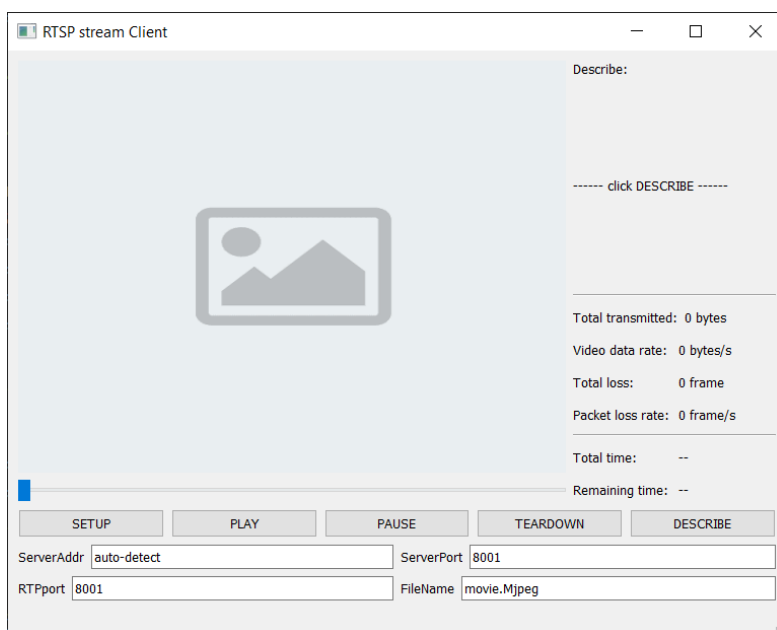 RTSP stream Client
Describe:
------ click DESCRIBE ------
Total transmitted: 0 bytes
Video data rate: 0 bytes/s
Total loss: 0 frame
Packet loss rate: 0 frame/s
Total time: --
Remaining time: --
SETUP PLAY PAUSE TEARDOWN DESCRIBE
ServerAddr auto-detect ServerPort 8001
RTPport 8001 FileName movie.Mjpeg